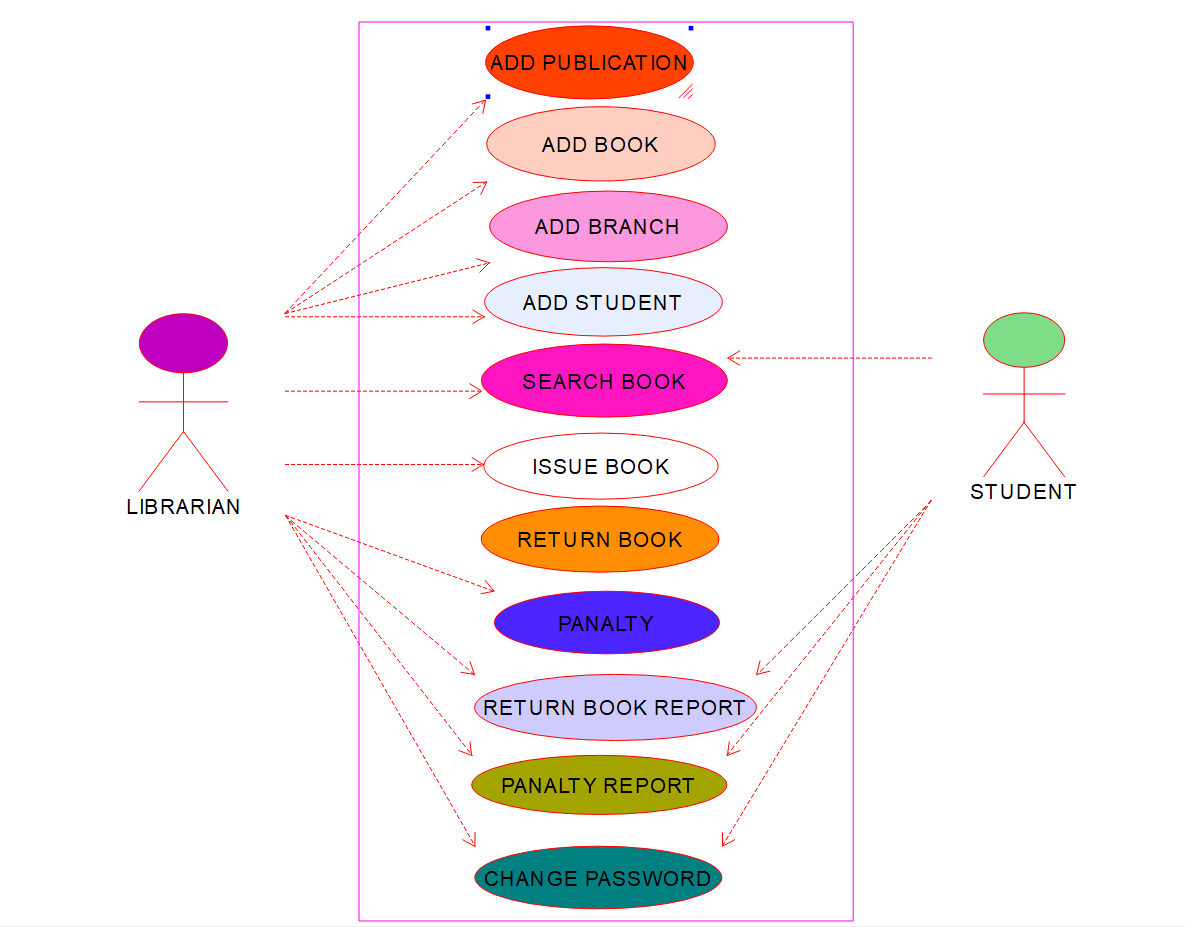 ADD PUBLICATION
ADD BOOK
ADD BRANCH
ADD STUDENT
SEARCH BOOK
ISSUE BOOK
LIBRARIAN
STUDENT
RETURN BOOK
PANALTY
RETURN BOOK REPORT
PANALTY REPORT
CHANGE PASSWORD